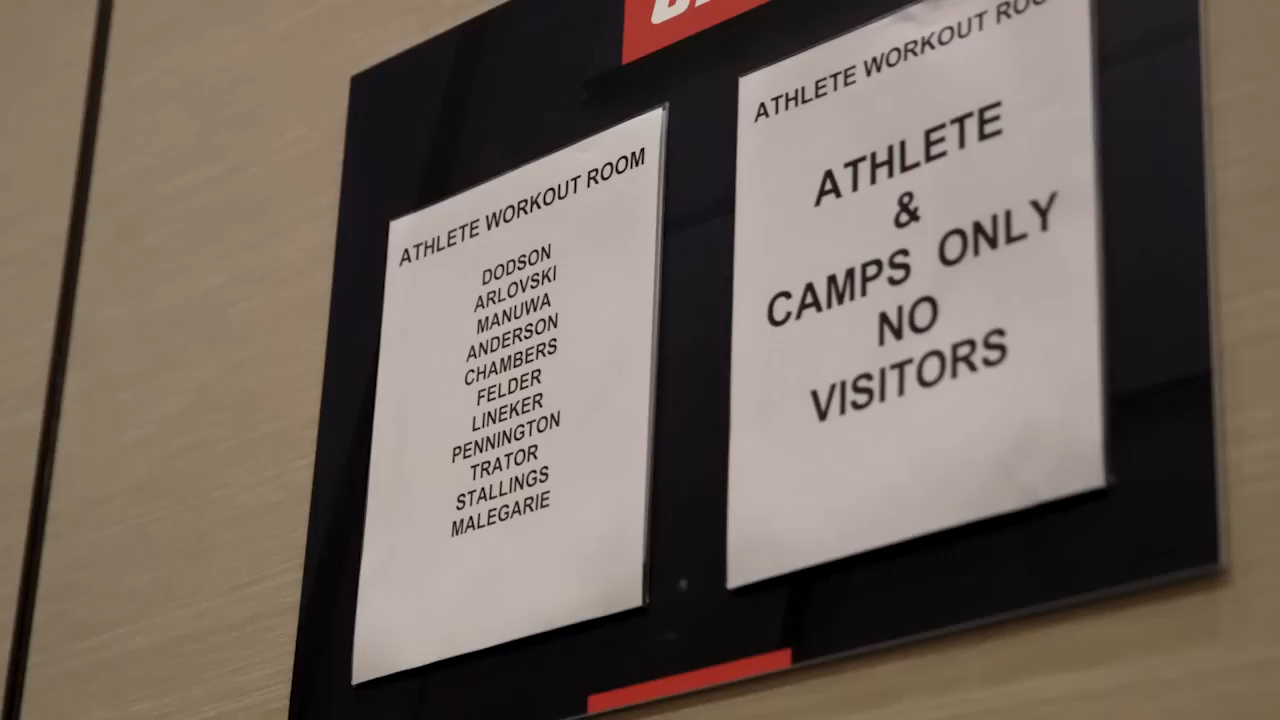 ATHLETE WORKOUT ROOM
DODSON
ARLOVSKI
MANUWA
ANDERSON
CHAMBERS
FELDER
LINEKER
PENNINGTON
TRATOR
STALLINGS
MALEGARIE
ATHLETE WORKOUT
ATHLETE
&
CAMPS ONLY
NO
VISITORS